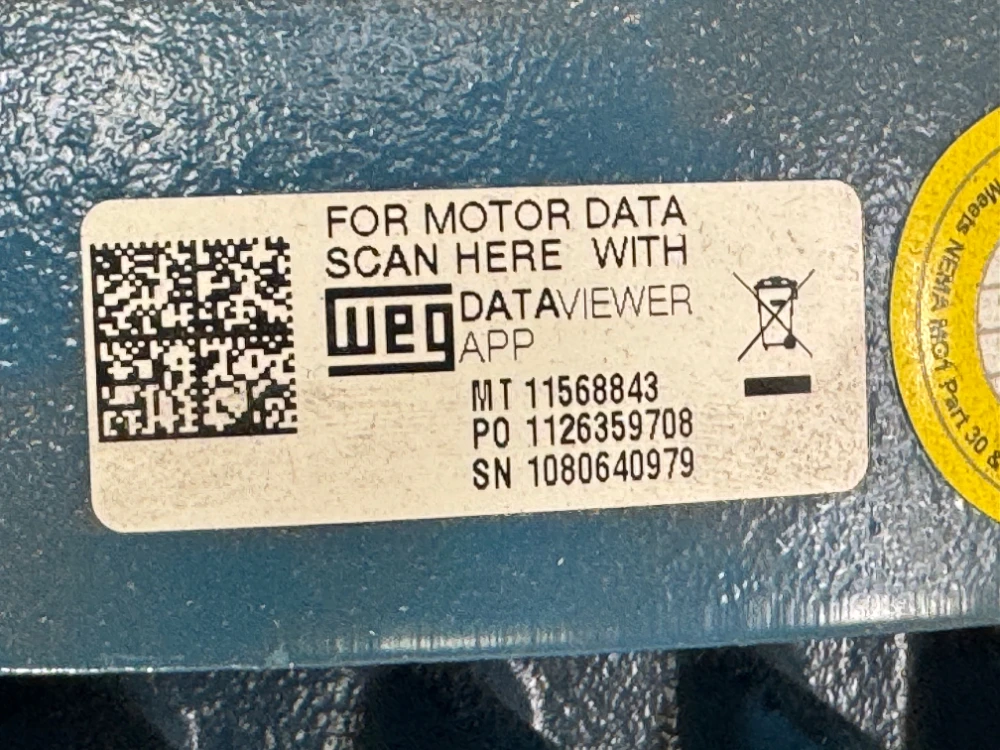 FOR MOTOR DATA
SCAN HERE WITH
weg DATAVIEWER
APP
MT 11568843
PO 1126359708
SN 1080640979
Meets NEMA MG1 Part 30 &